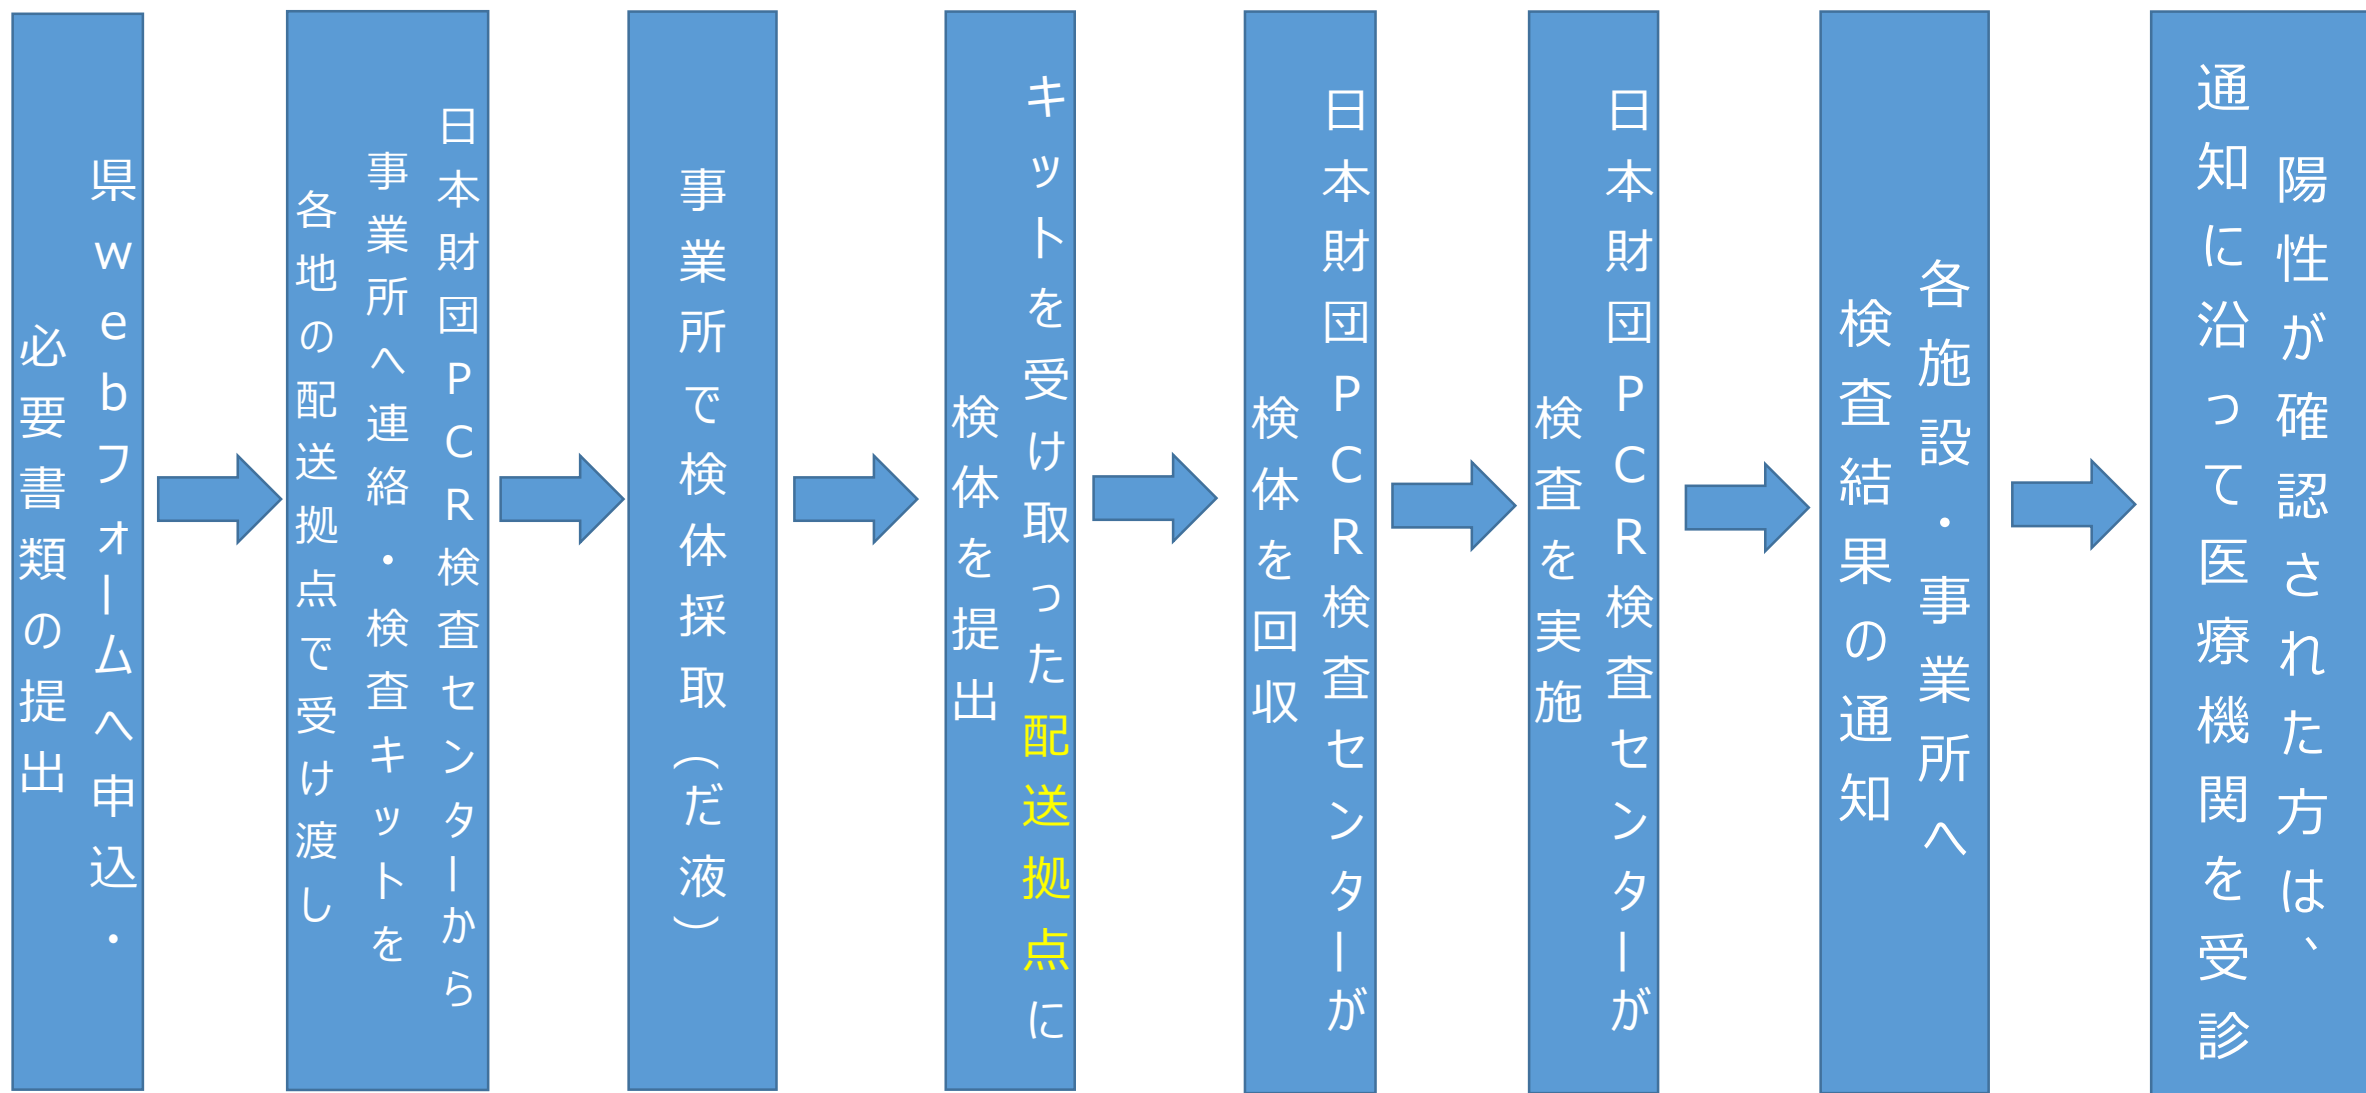 県ｗｅｂフォームへ申込・
必要書類の提出
日本財団ＰＣＲ検査センターから
事業所へ連絡・検査キットを
各地の配送拠点で受け渡し
事業所で検体採取（だ液）
キットを受け取った配送拠点に
検体を提出
日本財団ＰＣＲ検査センターが
検体を回収
日本財団ＰＣＲ検査センターが
検査を実施
各施設・事業所へ
検査結果の通知
陽性が確認された方は、
通知に沿って医療機関を受診